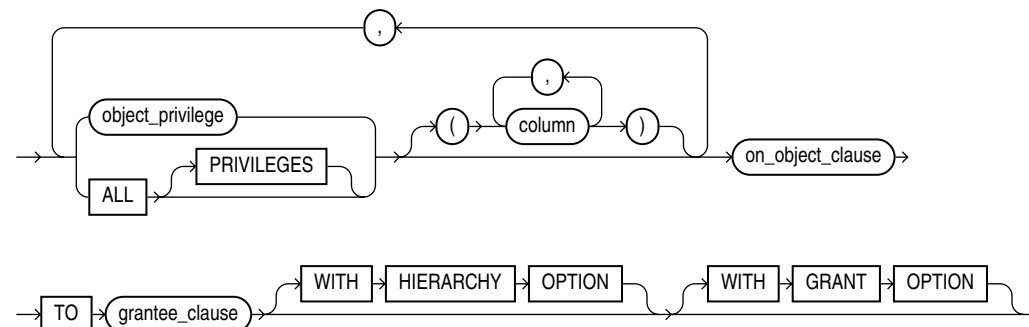 ,
,
object_privilege ( column )
PRIVILEGES on_object_clause
ALL
WITH HIERARCHY OPTION WITH GRANT OPTION
TO grantee_clause